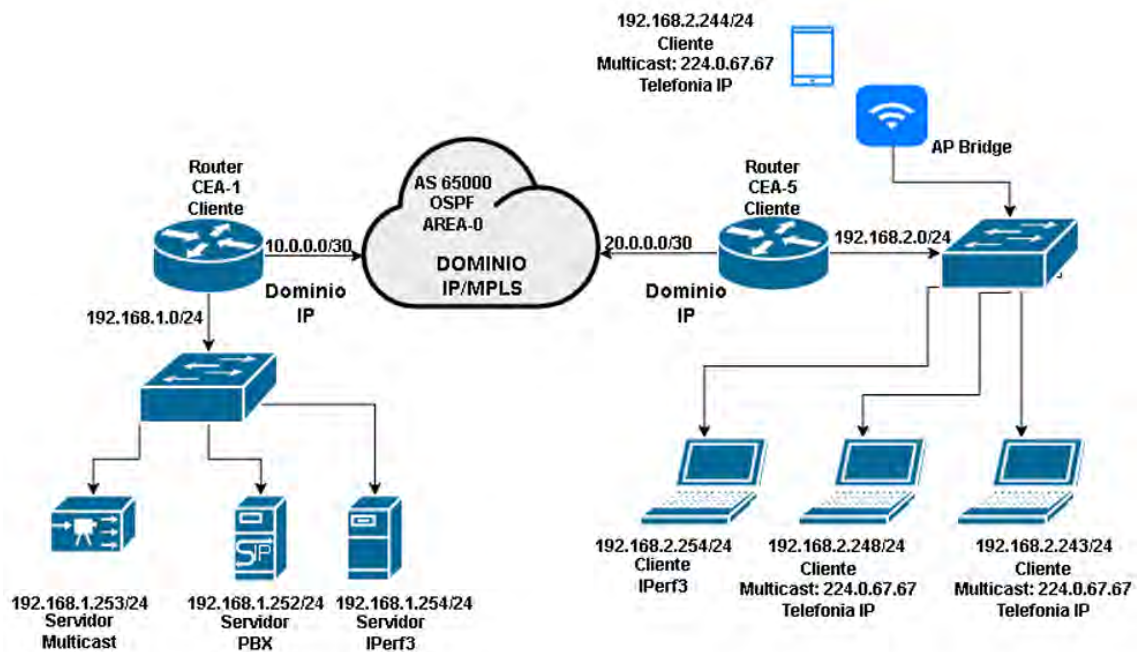 192.168.2.244/24
Cliente
Multicast: 224.0.67.67
Telefonia IP
AP Bridge
Router
CEA-1
Cliente
AS 65000
OSPF
AREA-0
DOMINIO
IP/MPLS
Router
CEA-5
Cliente
10.0.0.0/30
20.0.0.0/30
192.168.2.0/24
Dominio
IP
Dominio
IP
192.168.1.0/24
192.168.1.253/24
Servidor
Multicast
SIP
192.168.1.252/24
Servidor
PBX
192.168.1.254/24
Servidor
IPerf3
192.168.2.254/24
Cliente
IPerf3
192.168.2.248/24
Cliente
Multicast: 224.0.67.67
Telefonia IP
192.168.2.243/24
Cliente
Multicast: 224.0.67.67
Telefonia IP